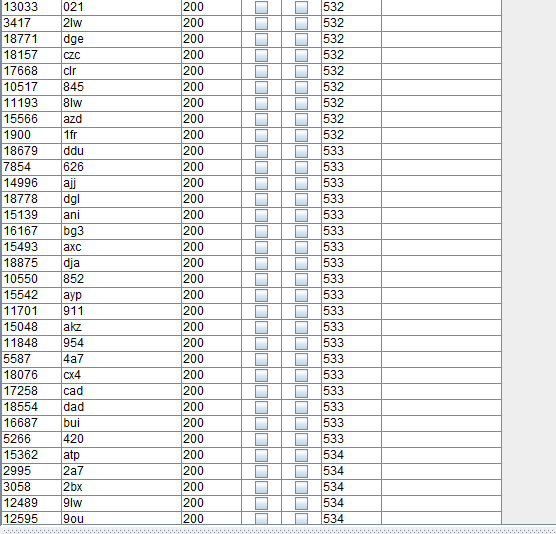 13033 021 200 532
3417 2lw 200 532
18771 dge 200 532
18157 czc 200 532
17668 clr 200 532
10517 845 200 532
11193 8lw 200 532
15566 azd 200 532
1900 1fr 200 532
18679 ddu 200 533
7854 626 200 533
14996 ajj 200 533
18778 dgl 200 533
15139 ani 200 533
16167 bg3 200 533
15493 axc 200 533
18875 dja 200 533
10550 852 200 533
15542 ayp 200 533
11701 911 200 533
15048 akz 200 533
11848 954 200 533
5587 4a7 200 533
18076 cx4 200 533
17258 cad 200 533
18554 dad 200 533
16687 bui 200 533
5266 420 200 533
15362 atp 200 534
2995 2a7 200 534
3058 2bx 200 534
12489 9lw 200 534
12595 9ou 200 534